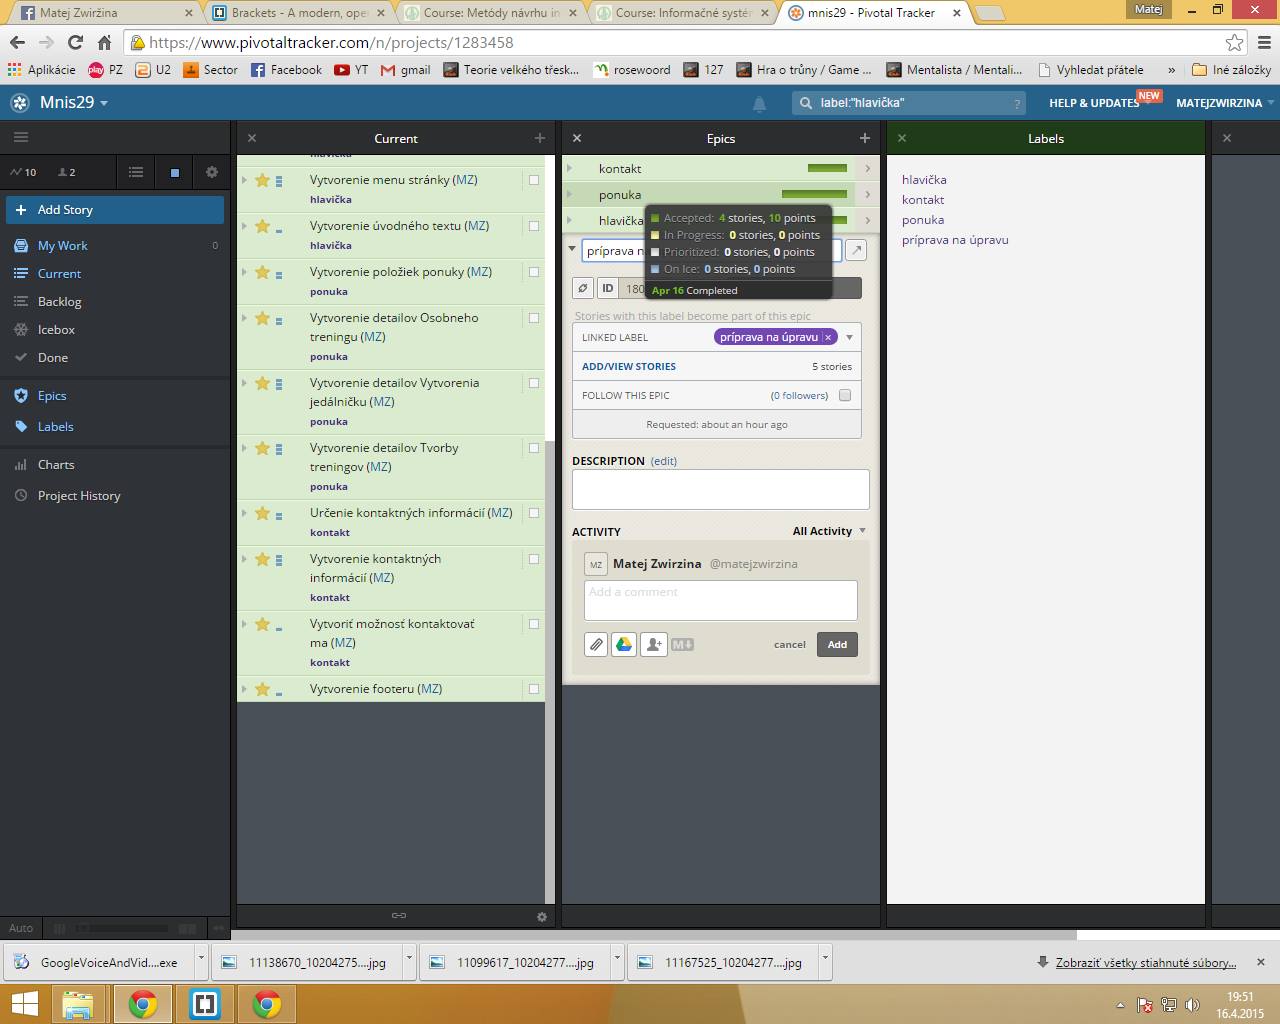 Matej Zwiržina
Brackets - A modern, ope
Course: Metódy návrhu in
Course: Informačné systé
mnis29 - Pivotal Tracker
Matej
https://www.pivotaltracker.com/n/projects/1283458
Aplikácie
PZ
U2
Sector
Facebook
YT
gmail
Teorie velkého třesk...
rosewoord
127
Hra o trůny / Game ...
Mentalista / Mentali...
Vyhledat přátele
»
Iné záložky
Mnis29
label:"hlavička"
?
HELP & UPDATES
NEW
MATEJZWIRZINA
10
2
Add Story
My Work
0
Current
Backlog
Icebox
Done
Epics
Labels
Charts
Project History
Auto
Current
hlavička
Vytvorenie menu stránky (MZ)
hlavička
Vytvorenie úvodného textu (MZ)
hlavička
Vytvorenie položiek ponuky (MZ)
ponuka
Vytvorenie detailov Osobneho
treningu (MZ)
ponuka
Vytvorenie detailov Vytvorenia
jedálničku (MZ)
ponuka
Vytvorenie detailov Tvorby
treningov (MZ)
ponuka
Určenie kontaktných informácií (MZ)
kontakt
Vytvorenie kontaktných
informácií (MZ)
kontakt
Vytvoriť možnosť kontaktovať
ma (MZ)
kontakt
Vytvorenie footeru (MZ)
Epics
kontakt
ponuka
hlavička
Accepted: 4 stories, 10 points
In Progress: 0 stories, 0 points
Prioritized: 0 stories, 0 points
On Ice: 0 stories, 0 points
Apr 16 Completed
príprava n
ID
180
Stories with this label become part of this epic
LINKED LABEL
príprava na úpravu
×
ADD/VIEW STORIES
5 stories
FOLLOW THIS EPIC
(0 followers)
Requested: about an hour ago
DESCRIPTION (edit)
ACTIVITY
All Activity
MZ
Matej Zwirzina @matejzwirzina
Add a comment
M
cancel
Add
Labels
hlavička
kontakt
ponuka
príprava na úpravu
GoogleVoiceAndVid....exe
11138670_10204275....jpg
11099617_10204277....jpg
11167525_10204277....jpg
Zobraziť všetky stiahnuté súbory...
19:51
16.4.2015